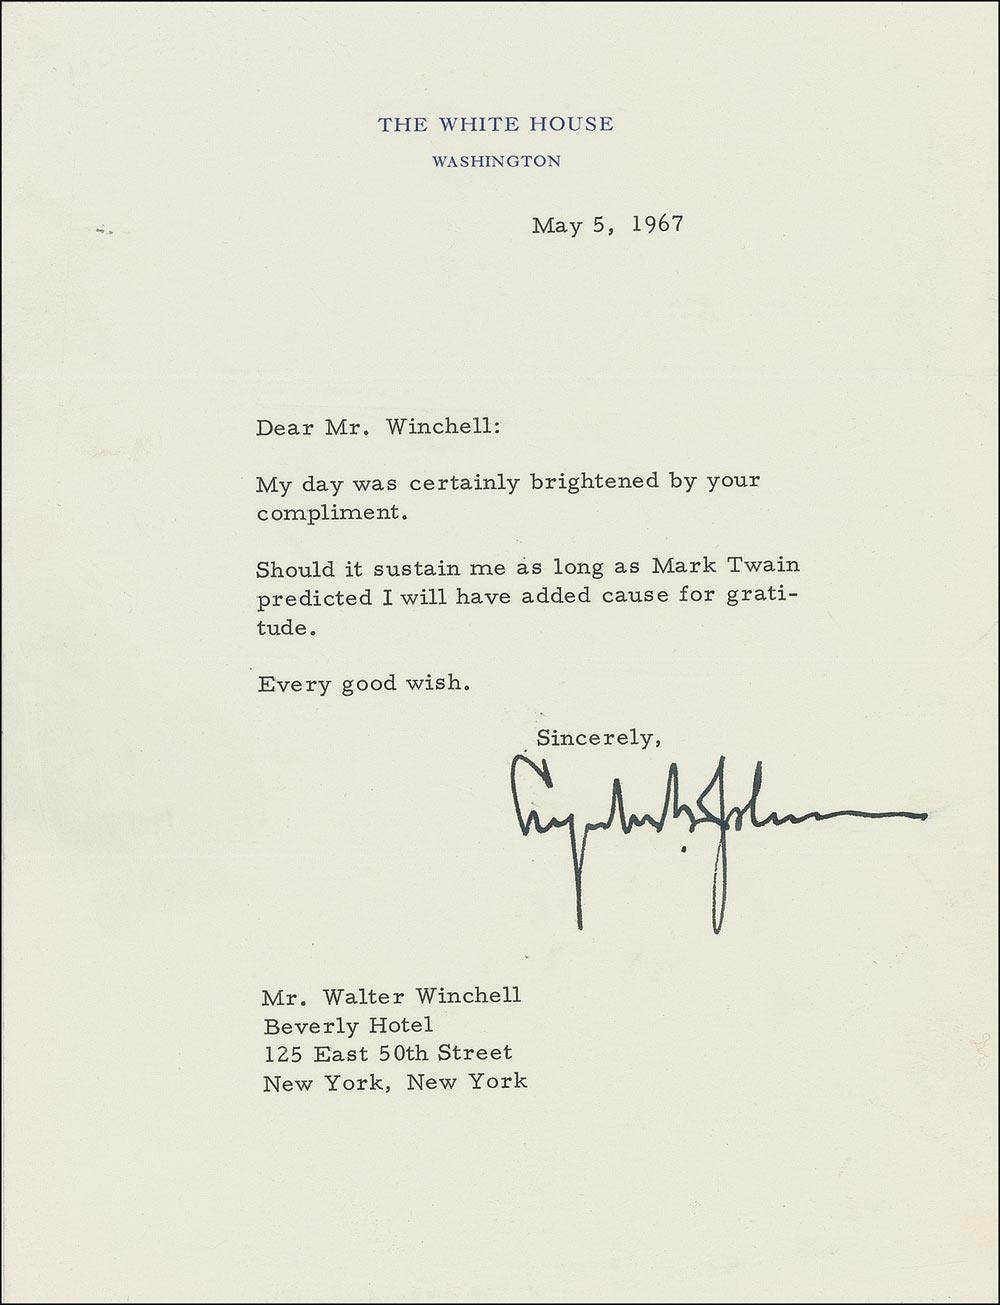 THE WHITE HOUSE
WASHINGTON
May 5, 1967
Dear Mr. Winchell:
My day was certainly brightened by your
compliment.
Should it sustain me as long as Mark Twain
predicted I will have added cause for grati-
tude.
Every good wish.
Sincerely,
Lyndon B. Johnson
Mr. Walter Winchell
Beverly Hotel
125 East 50th Street
New York, New York